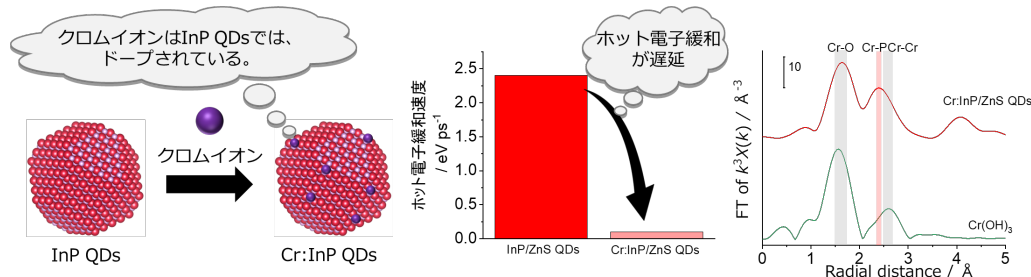 クロムイオンはInP QDsでは、
ドープされている。
クロムイオン
InP QDs
Cr:InP QDs
ホット電子緩和
が遅延
ホット電子緩和速度
/ eV ps-1
2.5
2.0
1.5
1.0
0.5
0.0
InP/ZnS QDs
Cr:InP/ZnS QDs
Cr-O
Cr-P
Cr-Cr
10
Cr:InP/ZnS QDs
Cr(OH)3
FT of k3X(k) / Å-3
0 1 2 3 4 5
Radial distance / Å